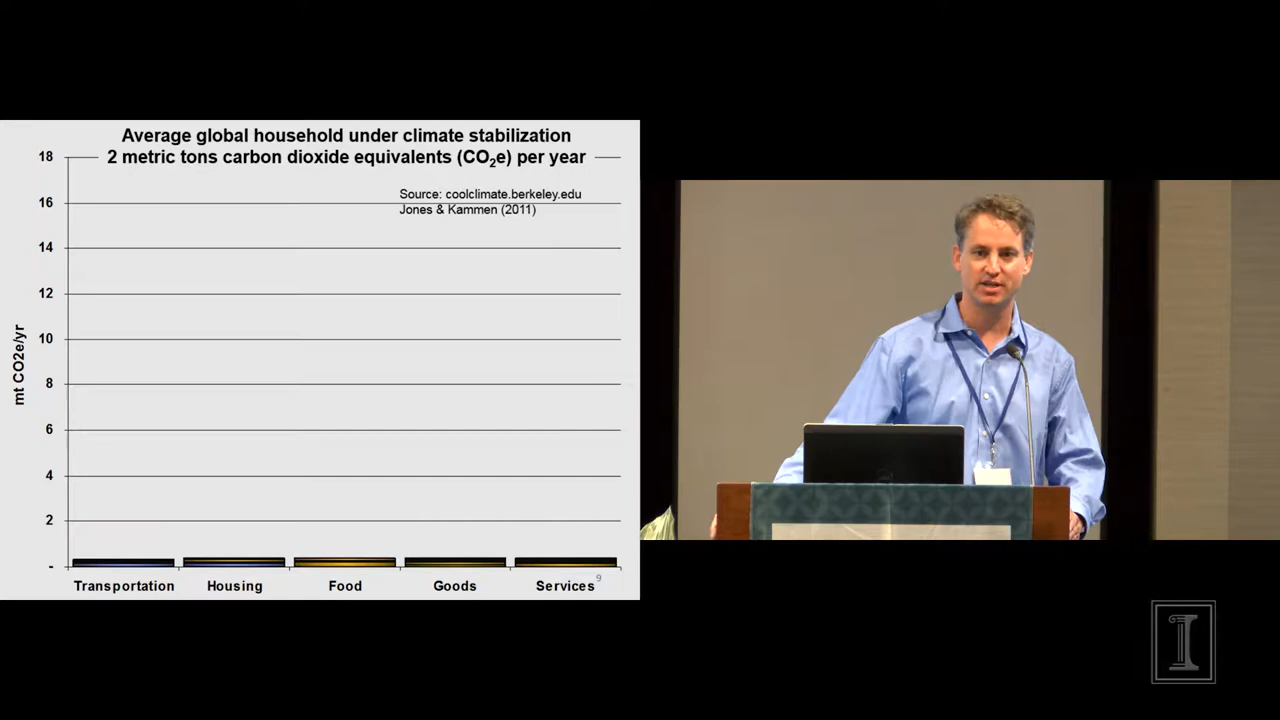 Average global household under climate stabilization
2 metric tons carbon dioxide equivalents (CO2e) per year
Source: coolclimate.berkeley.edu
Jones & Kammen (2011)
mt CO2e/yr
18
16
14
12
10
8
6
4
2
-
Transportation Housing Food Goods Services
9
I